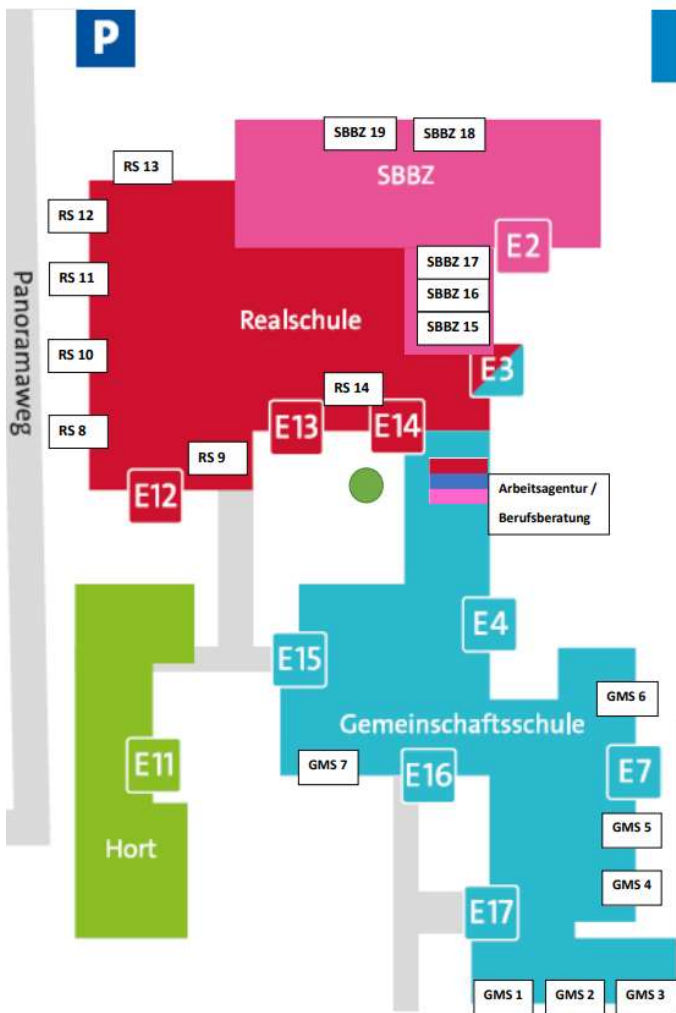 P
SBBZ 19
SBBZ 18
SBBZ
RS 13
RS 12
E2
SBBZ 17
RS 11
SBBZ 16
Panoramaweg
Realschule
SBBZ 15
RS 10
E3
RS 14
E13
E14
RS 8
RS 9
E12
Arbeitsagentur /
Berufsberatung
E4
E15
GMS 6
Gemeinschaftsschule
E11
GMS 7
E16
E7
GMS 5
Hort
GMS 4
E17
GMS 1
GMS 2
GMS 3